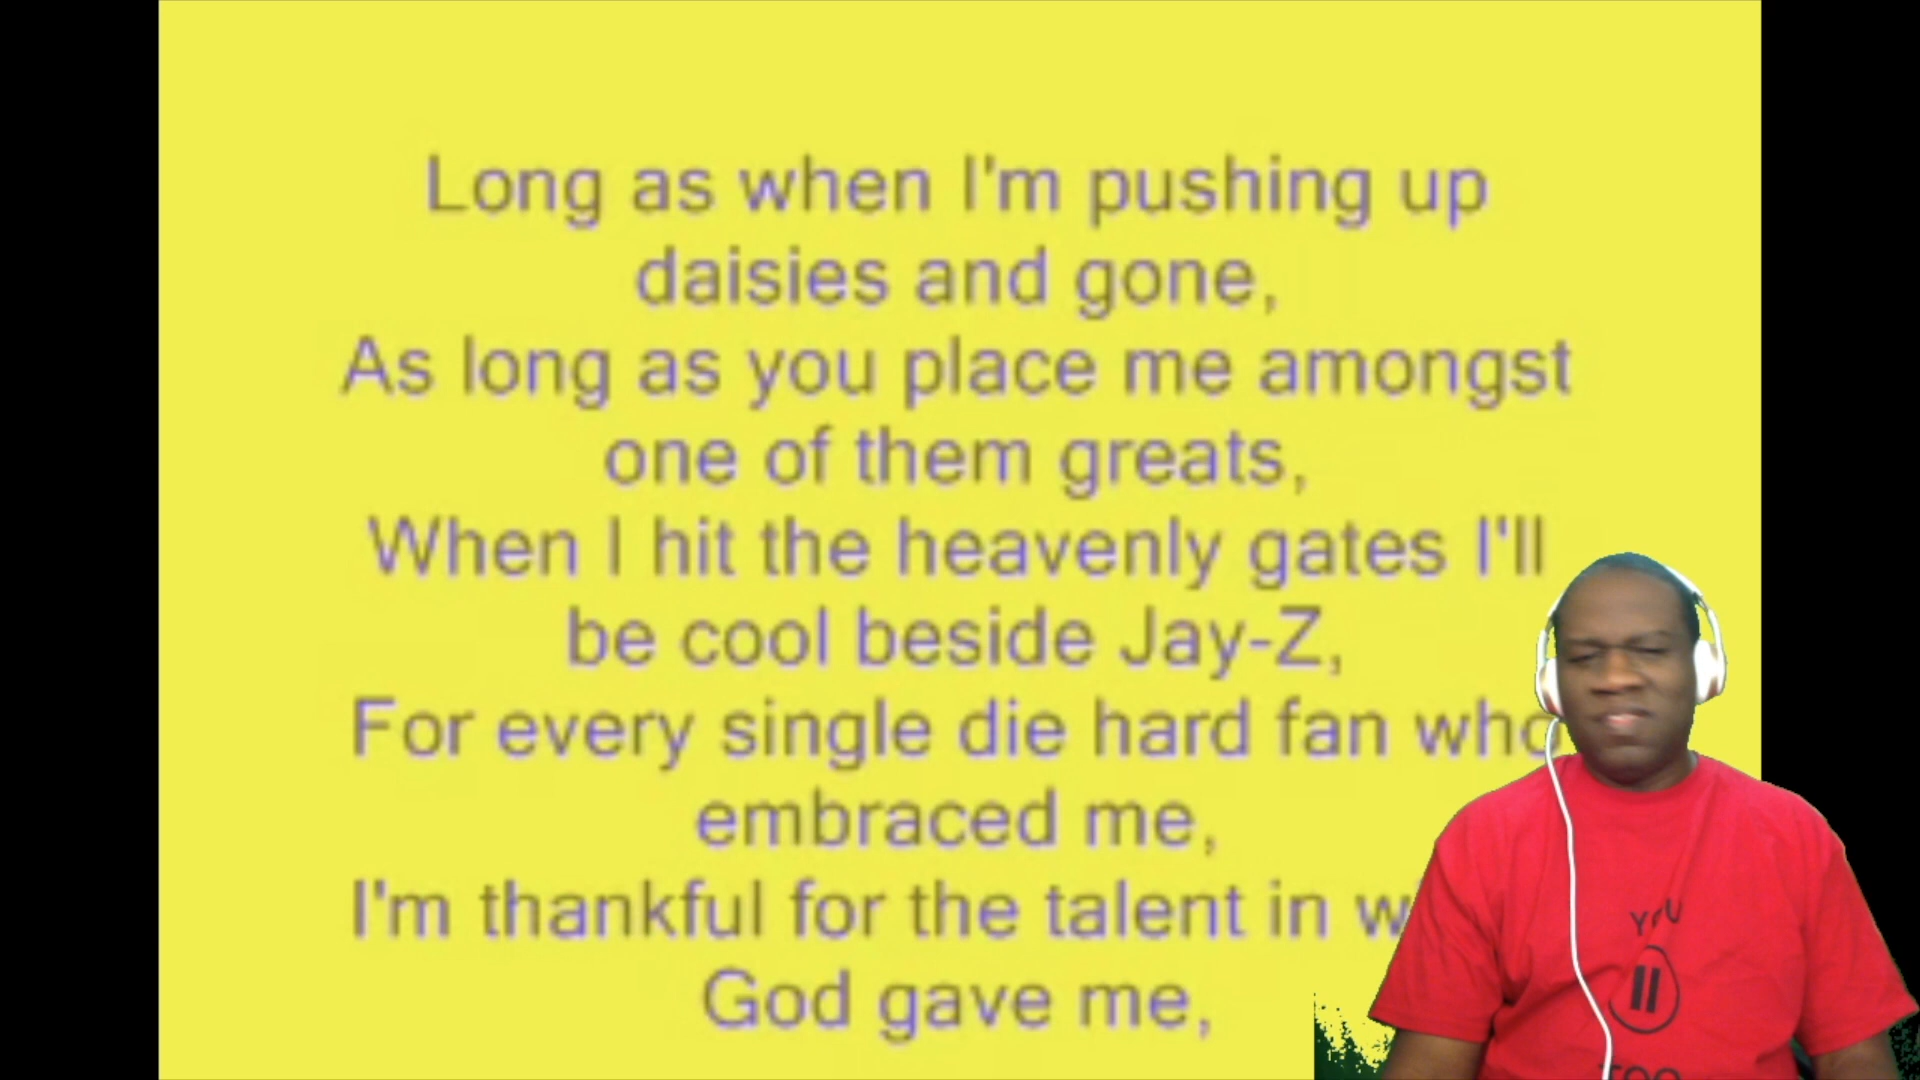 Long as when I'm pushing up
daisies and gone,
As long as you place me amongst
one of them greats,
When I hit the heavenly gates I'll
be cool beside Jay-Z,
For every single die hard fan who
embraced me,
I'm thankful for the talent in w
God gave me,
YOU
TOO